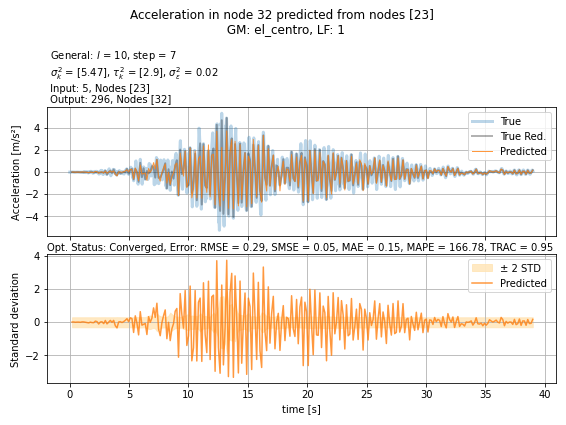 Acceleration in node 32 predicted from nodes [23]
GM: el_centro, LF: 1
General: l = 10, step = 7
σ²ₖ = [5.47], τ²ₖ = [2.9], σ²ε = 0.02
Input: 5, Nodes [23]
Output: 296, Nodes [32]
Acceleration [m/s²]
4
2
0
−2
−4
True
True Red.
Predicted
Opt. Status: Converged, Error: RMSE = 0.29, SMSE = 0.05, MAE = 0.15, MAPE = 166.78, TRAC = 0.95
Standard deviation
4
2
0
−2
± 2 STD
Predicted
0 5 10 15 20 25 30 35 40
time [s]